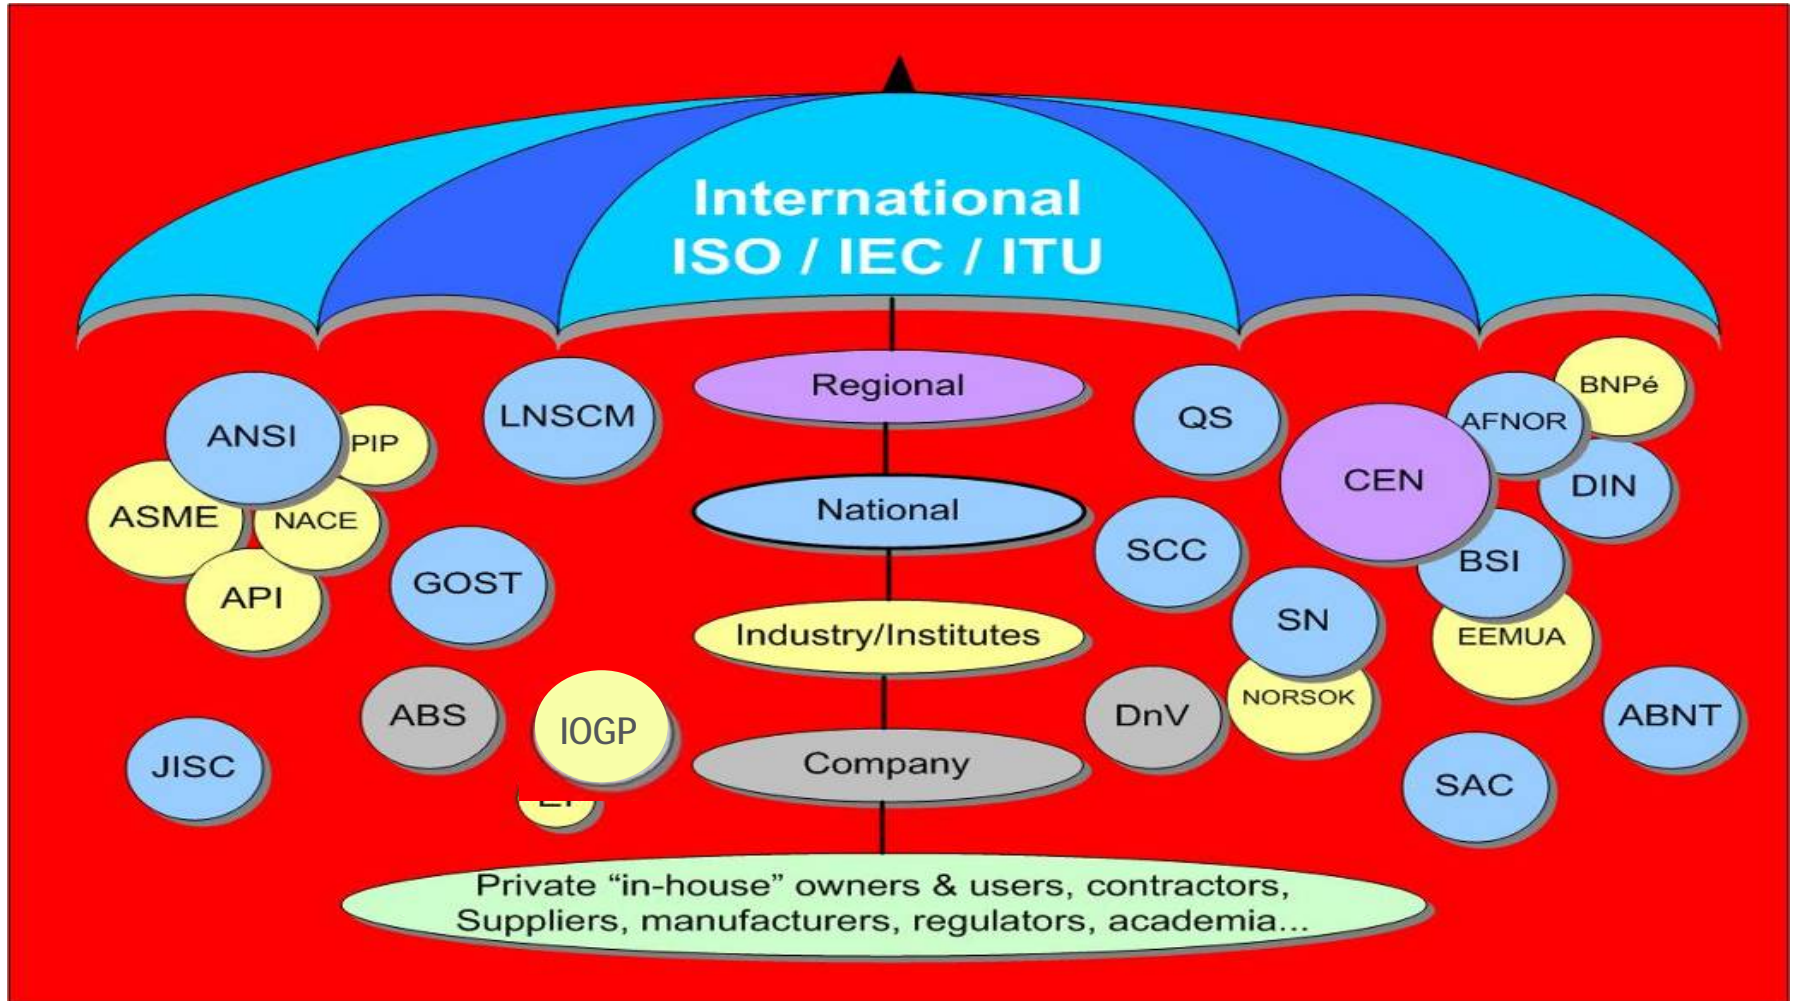 International
ISO / IEC / ITU
Regional
National
Industry/Institutes
Company
Private “in-house” owners & users, contractors,
Suppliers, manufacturers, regulators, academia...
ANSI
PIP
LNSCM
ASME
NACE
API
GOST
ABS
IOGP
JISC
QS
BNPé
AFNOR
CEN
DIN
SCC
BSI
SN
EEMUA
NORSOK
DnV
ABNT
SAC